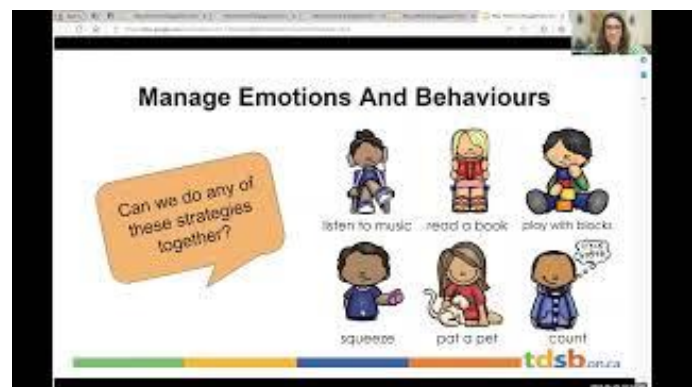 Manage Emotions And Behaviours
Can we do any of
these strategies
together?
listen to music
read a book
play with blocks
squeeze
pat a pet
count
tdsb.on.ca